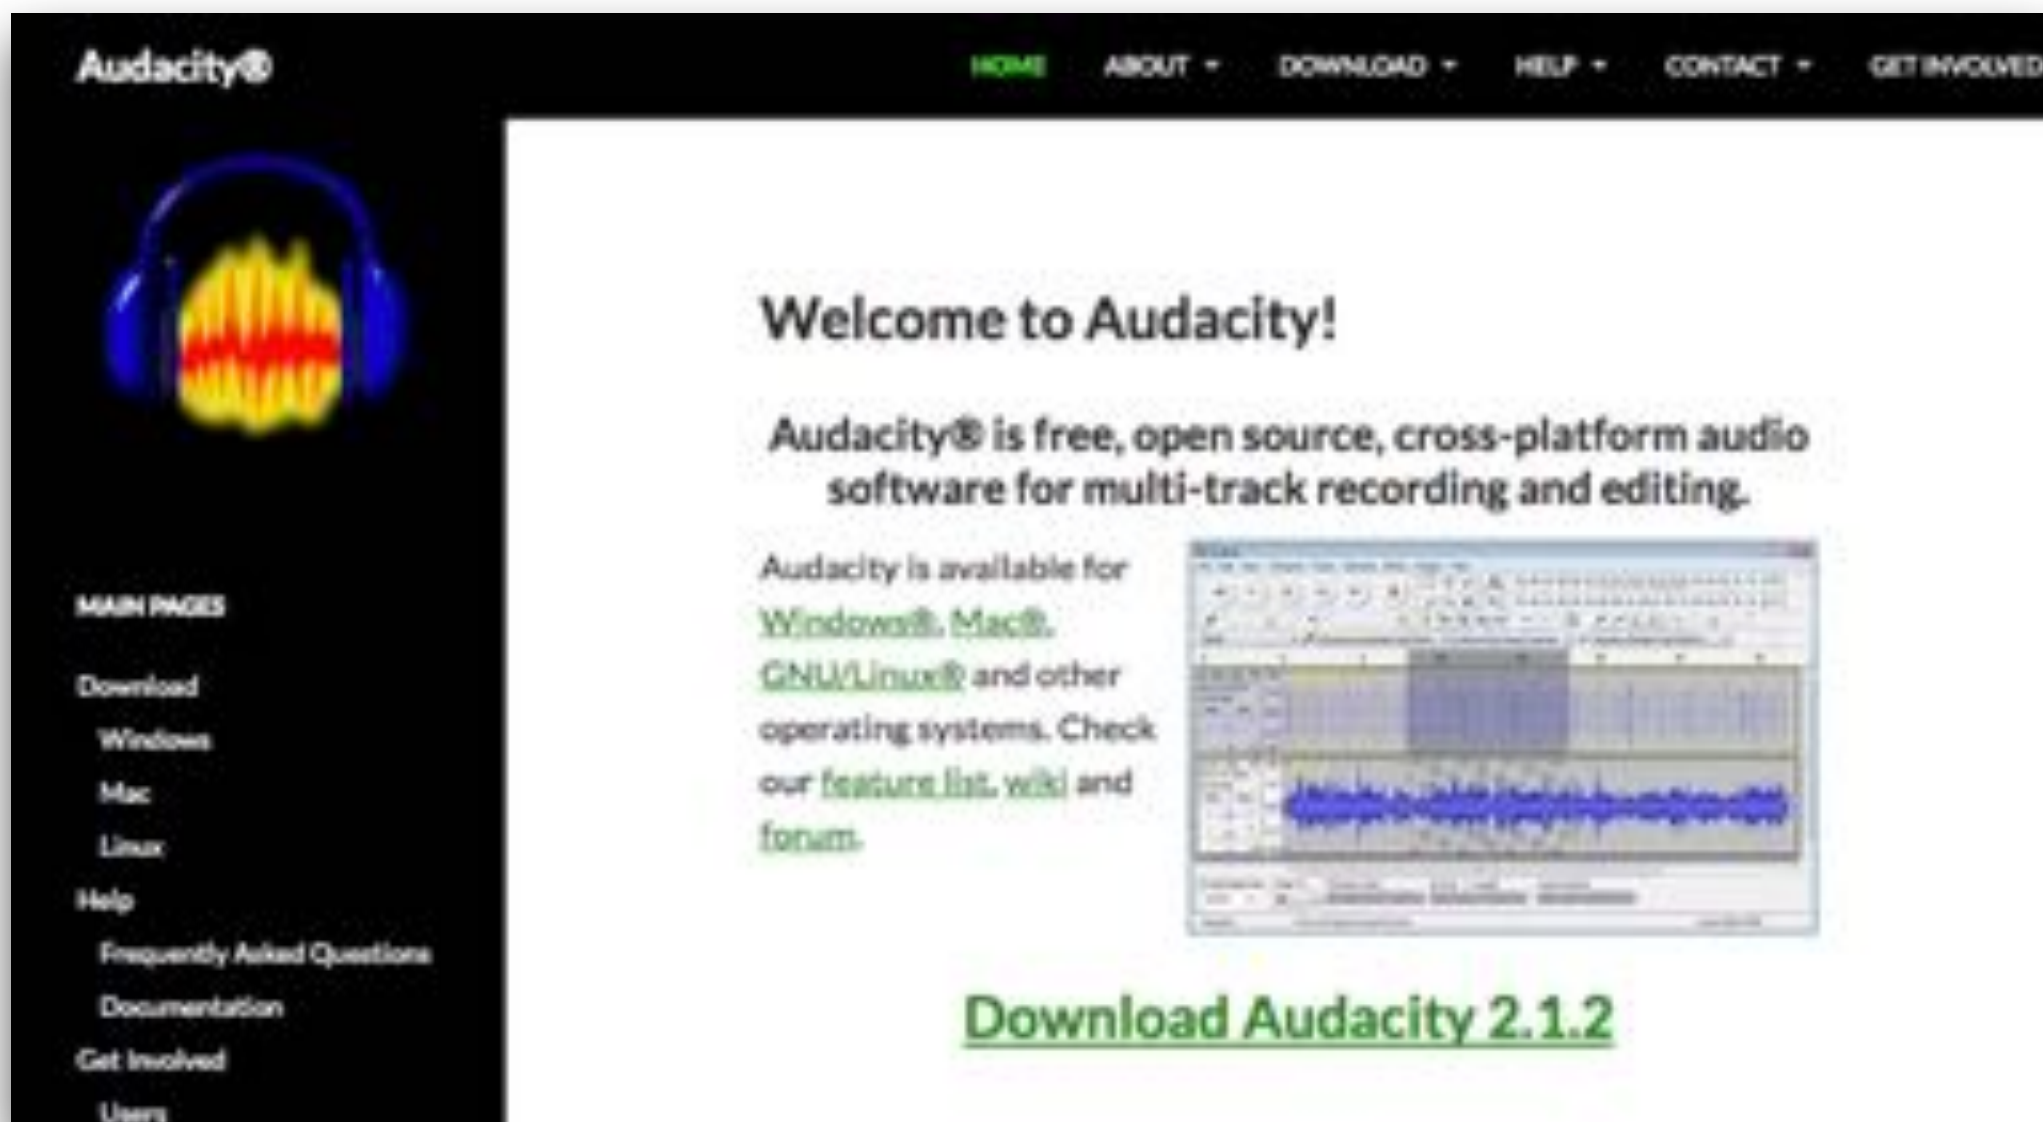 Audacity®
HOME ABOUT DOWNLOAD HELP CONTACT GET INVOLVED
Welcome to Audacity!
Audacity® is free, open source, cross-platform audio
software for multi-track recording and editing.
Audacity is available for
Windows®, Mac®,
GNU/Linux® and other
operating systems. Check
our feature list, wiki and
forum.
Download Audacity 2.1.2
MAIN PAGES
Download
Windows
Mac
Linux
Help
Frequently Asked Questions
Documentation
Get Involved
Users